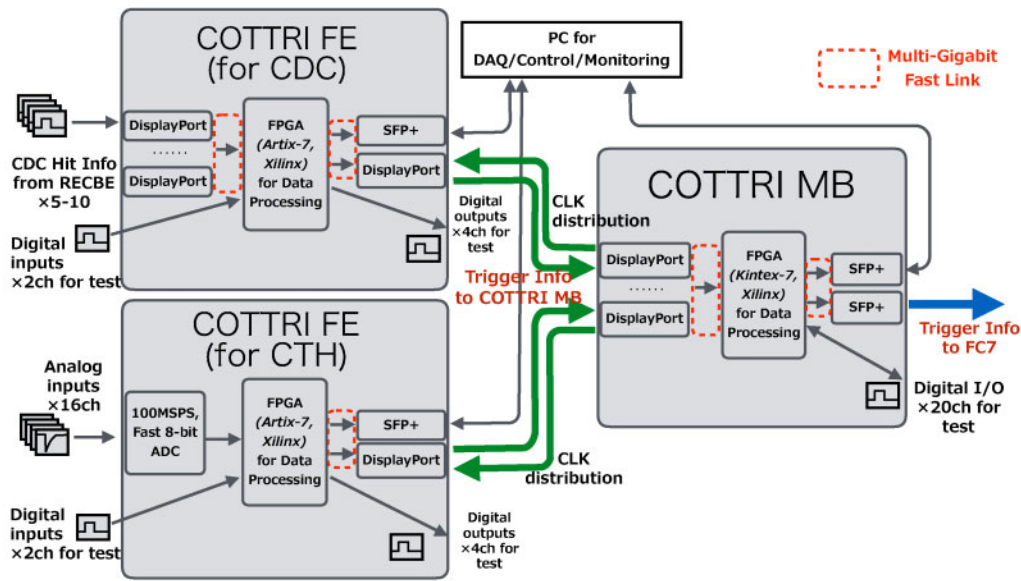 COTTRI FE
(for CDC)
DisplayPort
......
DisplayPort
FPGA
(Artix-7,
Xilinx)
for Data
Processing
SFP+
DisplayPort
CDC Hit Info
from RECBE
×5-10
Digital
inputs
×2ch for test
Digital
outputs
×4ch for
test
PC for
DAQ/Control/Monitoring
Multi-Gigabit
Fast Link
CLK
distribution
Trigger Info
to COTTRI MB
COTTRI MB
DisplayPort
......
DisplayPort
FPGA
(Kintex-7,
Xilinx)
for Data
Processing
SFP+
SFP+
Trigger Info
to FC7
Digital I/O
×20ch for
test
COTTRI FE
(for CTH)
Analog
inputs
×16ch
100MSPS,
Fast 8-bit
ADC
FPGA
(Artix-7,
Xilinx)
for Data
Processing
SFP+
DisplayPort
CLK
distribution
Digital
inputs
×2ch for test
Digital
outputs
×4ch for
test